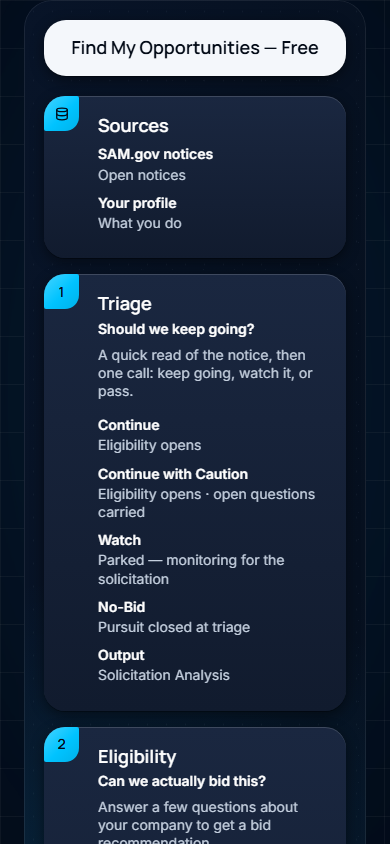 Find My Opportunities — Free
Sources
SAM.gov notices
Open notices
Your profile
What you do
1
Triage
Should we keep going?
A quick read of the notice, then
one call: keep going, watch it, or
pass.
Continue
Eligibility opens
Continue with Caution
Eligibility opens · open questions
carried
Watch
Parked — monitoring for the
solicitation
No-Bid
Pursuit closed at triage
Output
Solicitation Analysis
2
Eligibility
Can we actually bid this?
Answer a few questions about
your company to get a bid
recommendation